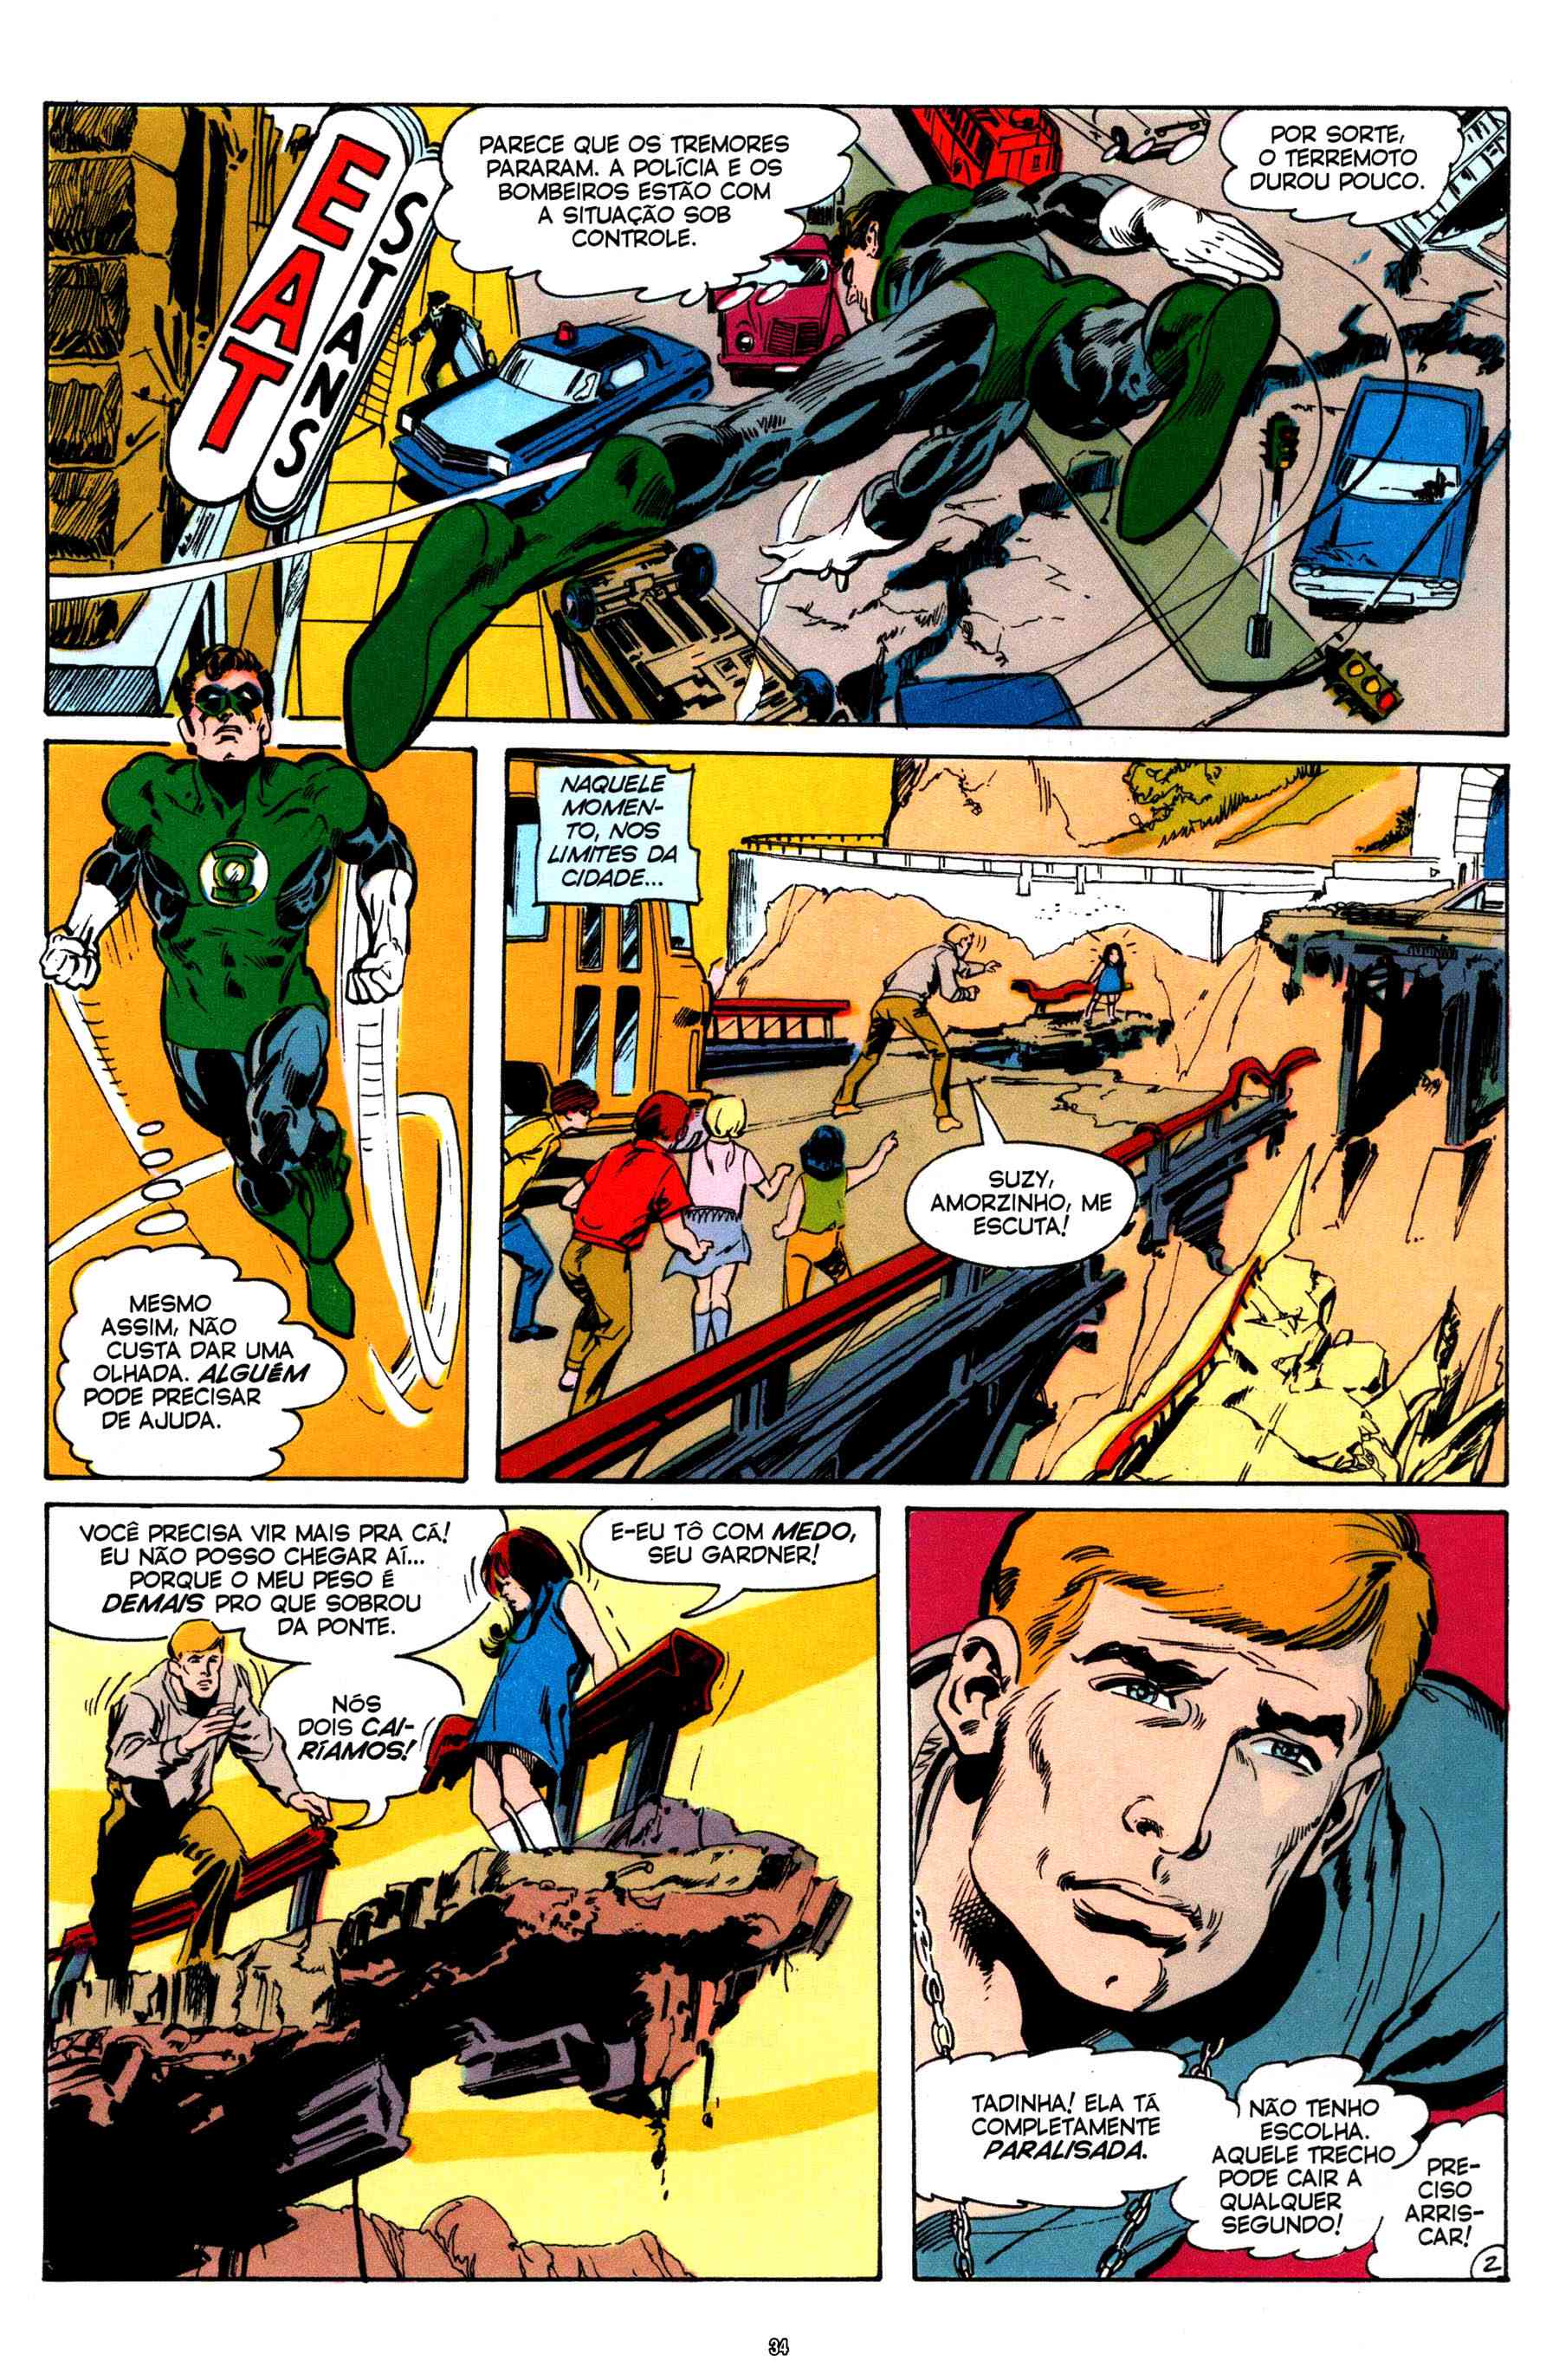 EAT
STANS
PARECE QUE OS TREMORES
PARARAM. A POLÍCIA E OS
BOMBEIROS ESTÃO COM
A SITUAÇÃO SOB
CONTROLE.
POR SORTE,
O TERREMOTO
DUROU POUCO.
MESMO
ASSIM, NÃO
CUSTA DAR UMA
OLHADA. ALGUÉM
PODE PRECISAR
DE AJUDA.
NAQUELE
MOMEN-
TO, NOS
LIMITES DA
CIDADE...
SUZY,
AMORZINHO, ME
ESCUTA!
VOCÊ PRECISA VIR MAIS PRA CÁ!
EU NÃO POSSO CHEGAR AÍ...
PORQUE O MEU PESO É
DEMAIS PRO QUE SOBROU
DA PONTE.
NÓS
DOIS CAI-
RÍAMOS!
E-EU TÔ COM MEDO,
SEU GARDNER!
TADINHA! ELA TÁ
COMPLETAMENTE
PARALISADA.
NÃO TENHO
ESCOLHA.
AQUELE TRECHO
PODE CAIR A
QUALQUER
SEGUNDO!
PRE-
CISO
ARRIS-
CAR!
2
34